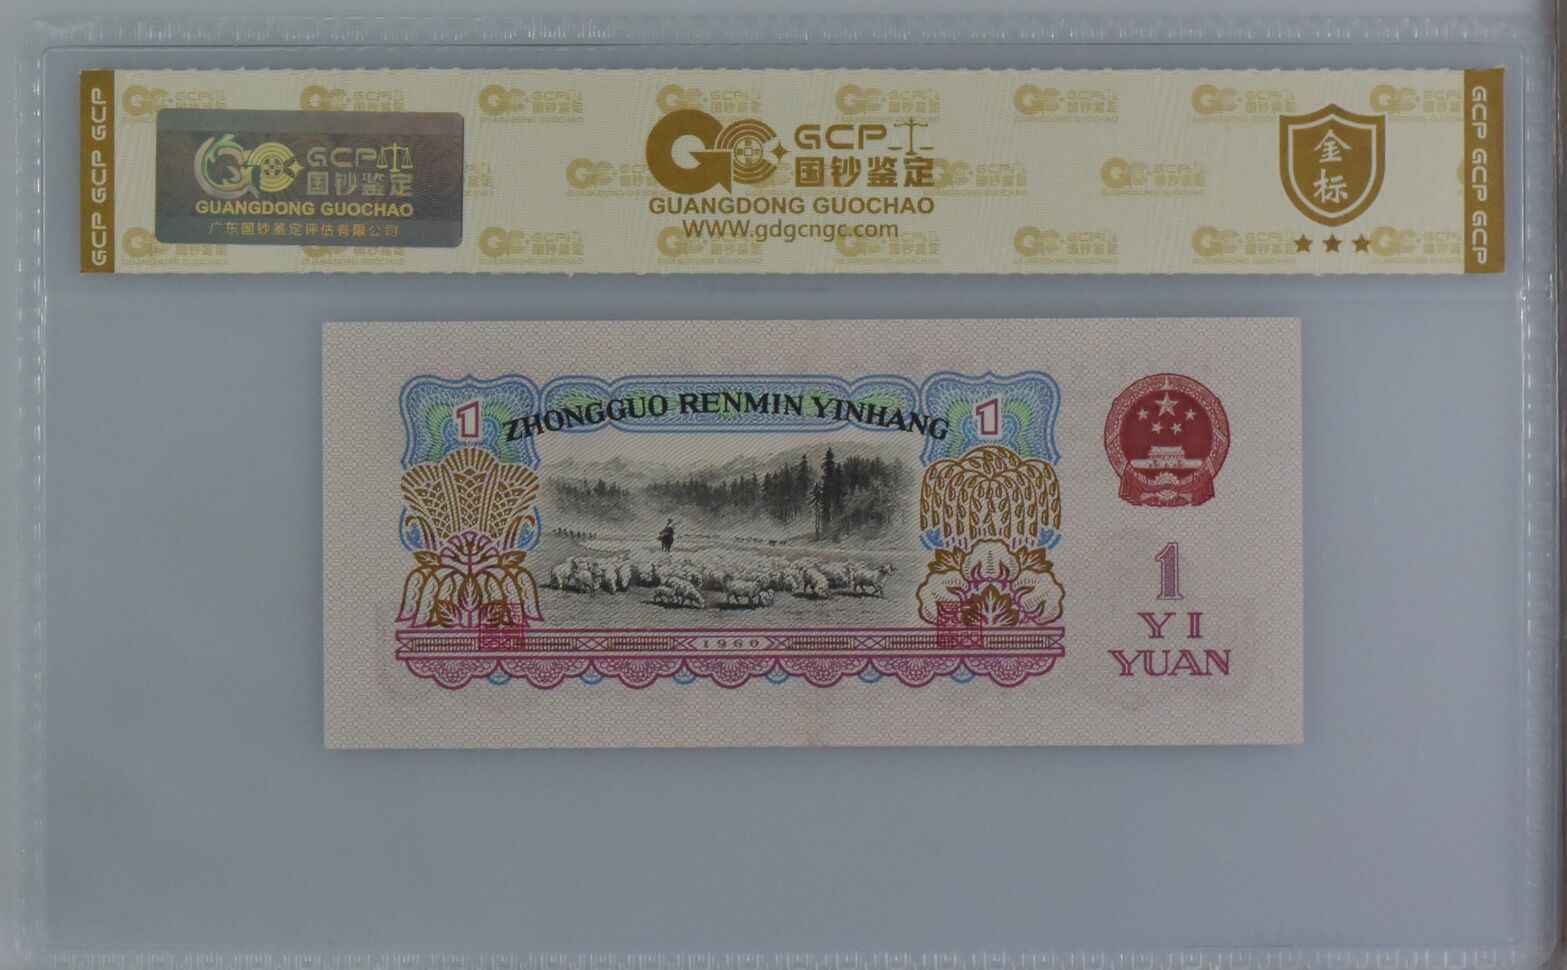 GCP GCP GCP
GCP
国钞鉴定
GUANGDONG GUOCHAO
广东国钞鉴定评估有限公司
GCP
国钞鉴定
GUANGDONG GUOCHAO
WWW.gdgcngc.com
金
标
GCP GCP GCP
1
ZHONGGUO RENMIN YINHANG
1
1960
1
YI
YUAN